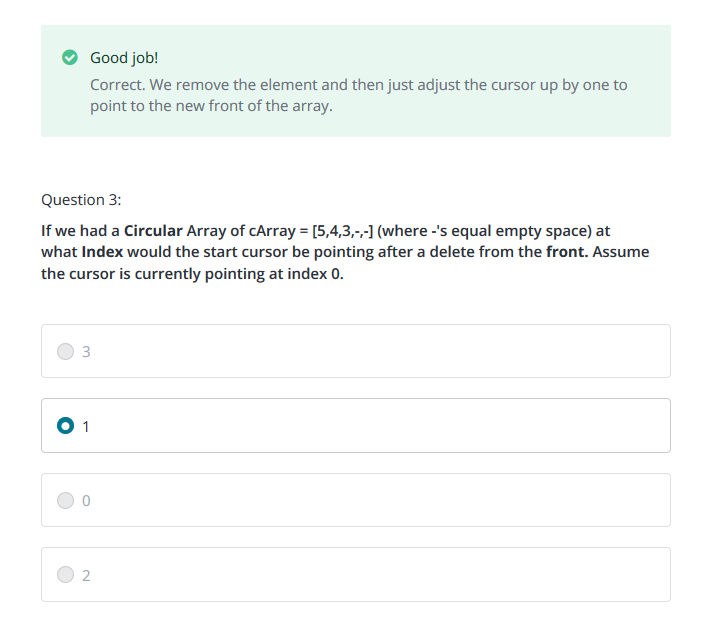 Good job!
Correct. We remove the element and then just adjust the cursor up by one to
point to the new front of the array.
Question 3:
If we had a Circular Array of cArray = [5,4,3,-,-] (where -'s equal empty space) at
what Index would the start cursor be pointing after a delete from the front. Assume
the cursor is currently pointing at index 0.
3
1
0
2